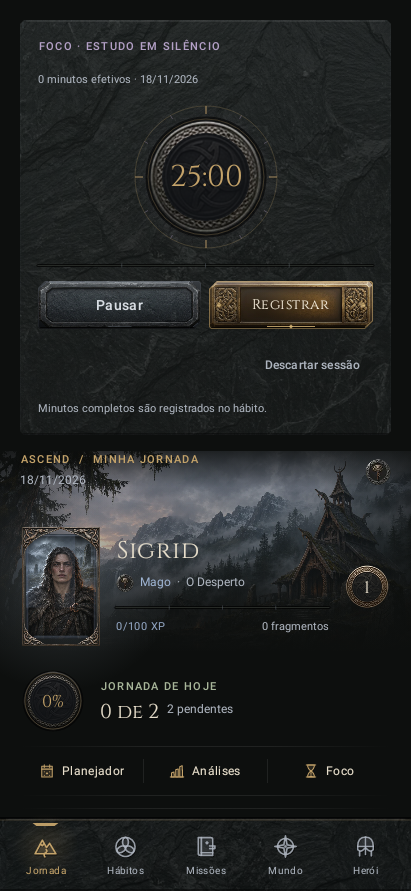 FOCO · ESTUDO EM SILÊNCIO
0 minutos efetivos · 18/11/2026
25:00
Pausar
REGISTRAR
Descartar sessão
Minutos completos são registrados no hábito.
ASCEND / MINHA JORNADA
18/11/2026
SIGRID
Mago · O Desperto
1
0/100 XP
0 fragmentos
JORNADA DE HOJE
0%
0 DE 2 2 pendentes
Planejador
Análises
Foco
Jornada
Hábitos
Missões
Mundo
Herói